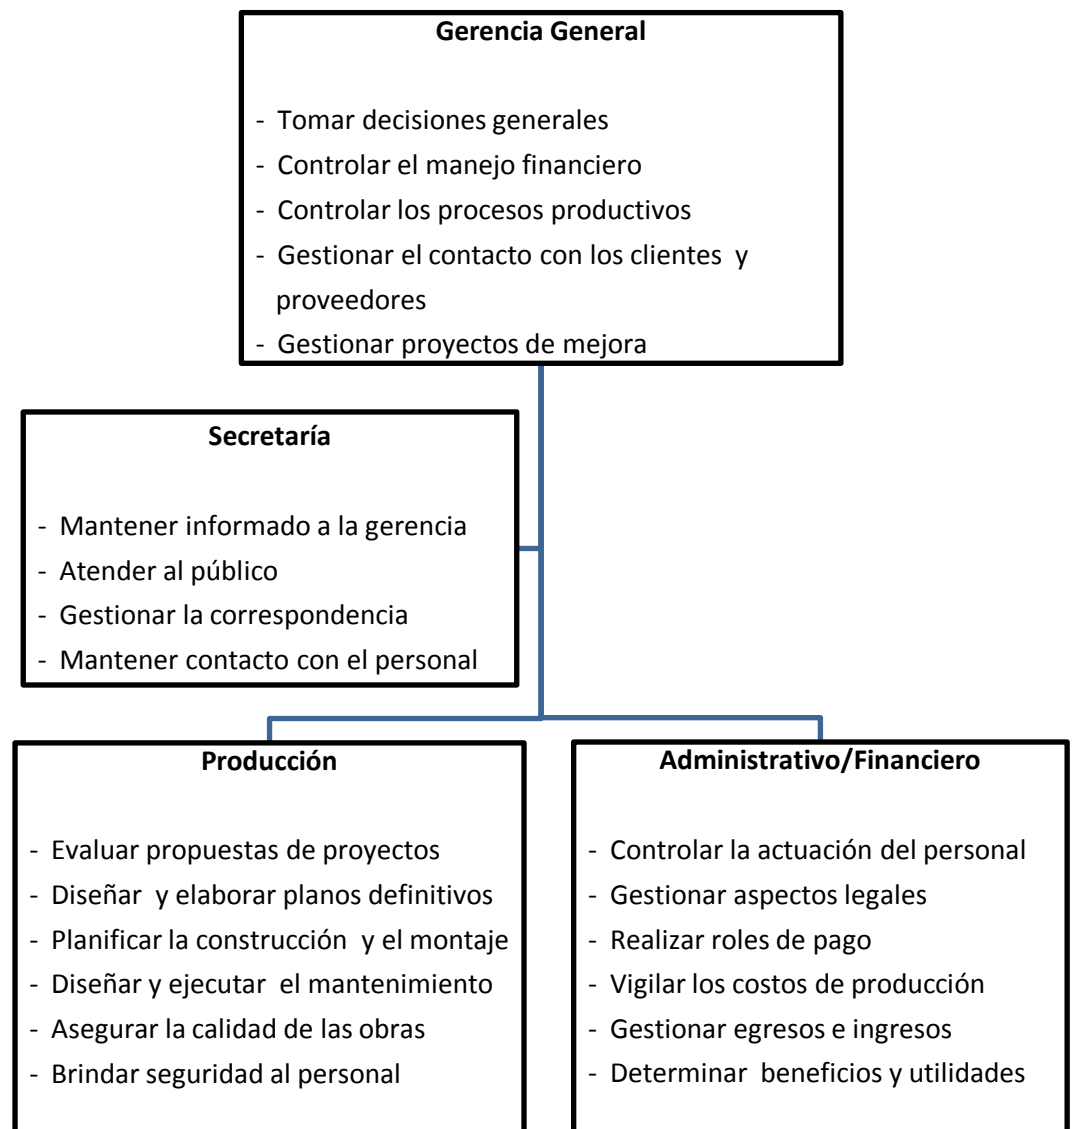 Gerencia General
- Tomar decisiones generales
- Controlar el manejo financiero
- Controlar los procesos productivos
- Gestionar el contacto con los clientes y
proveedores
- Gestionar proyectos de mejora
Secretaría
- Mantener informado a la gerencia
- Atender al público
- Gestionar la correspondencia
- Mantener contacto con el personal
Producción
- Evaluar propuestas de proyectos
- Diseñar y elaborar planos definitivos
- Planificar la construcción y el montaje
- Diseñar y ejecutar el mantenimiento
- Asegurar la calidad de las obras
- Brindar seguridad al personal
Administrativo/Financiero
- Controlar la actuación del personal
- Gestionar aspectos legales
- Realizar roles de pago
- Vigilar los costos de producción
- Gestionar egresos e ingresos
- Determinar beneficios y utilidades